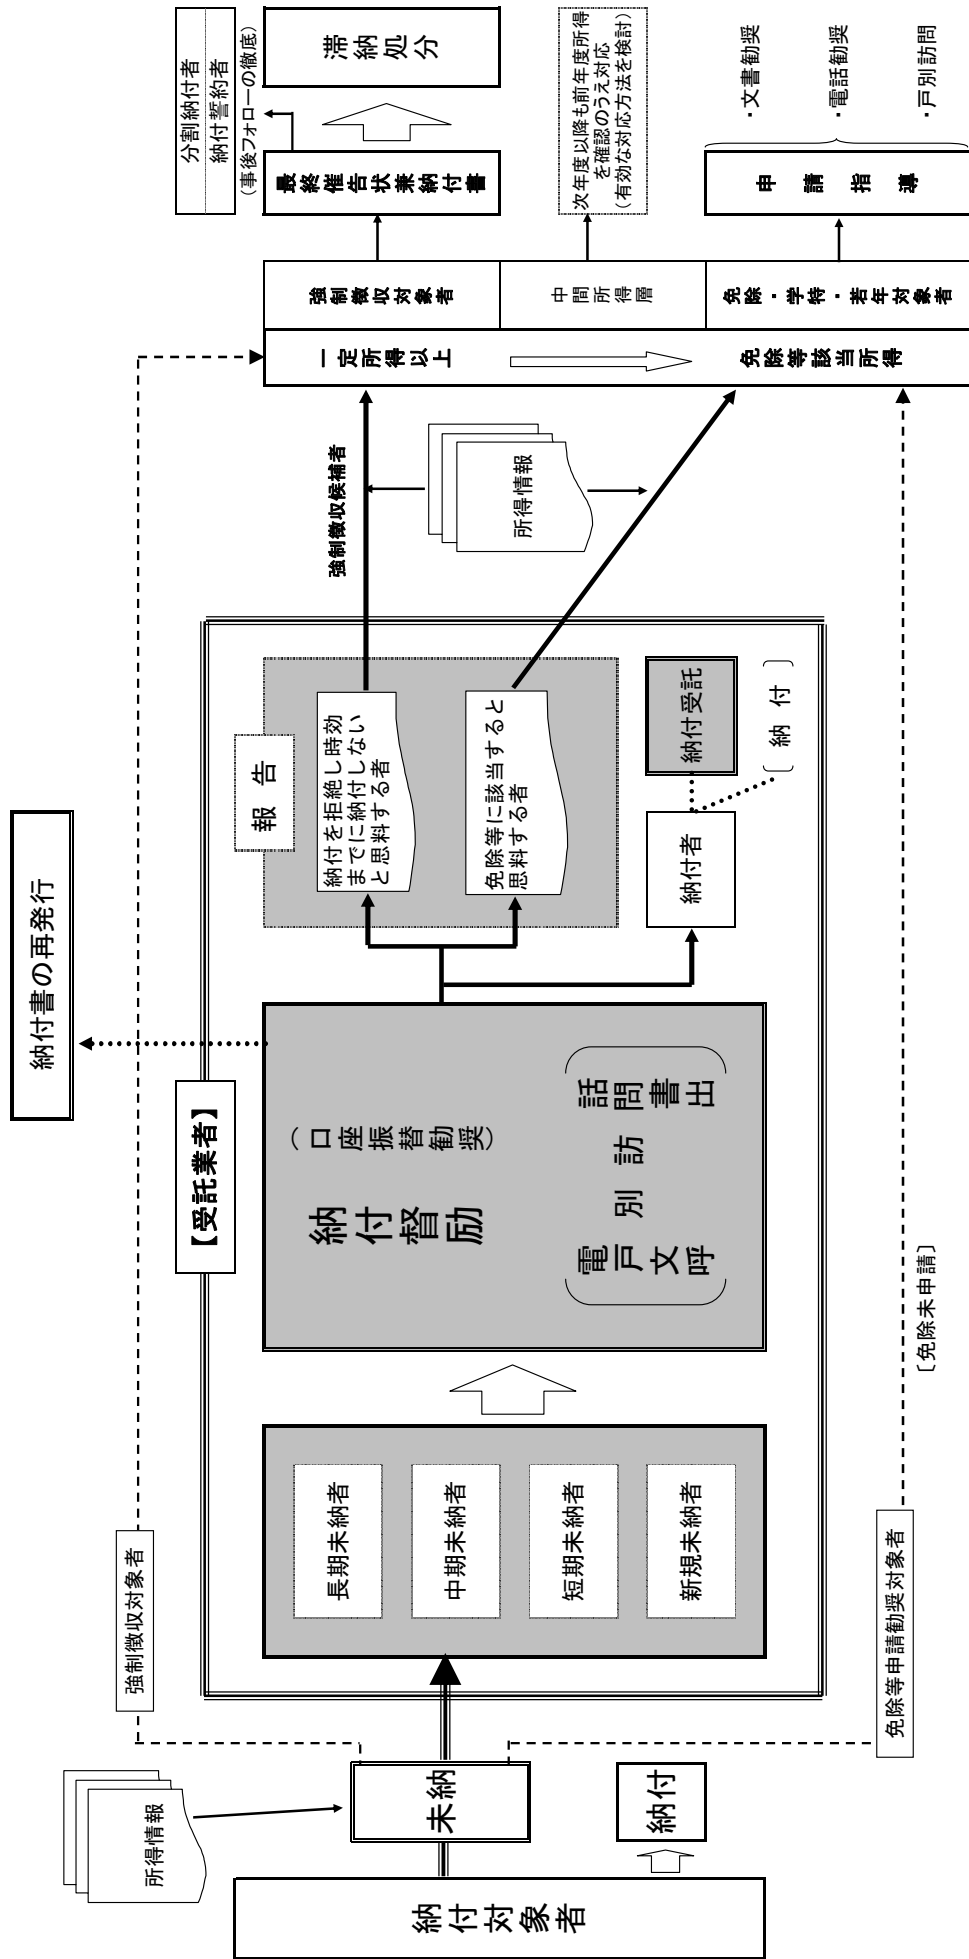 納付書の再発行
所得情報
強制徴収対象者
【受託業者】
納付対象者
未納
納付
長期未納者
中期未納者
短期未納者
新規未納者
納付督励
（口座振替勧奨）
電話
戸別訪問
文書
呼出
報告
納付を拒絶し時効
までに納付しない
と思料する者
免除等に該当すると
思料する者
納付者
納付受託
〔納付〕
強制徴収候補者
所得情報
一定所得以上
免除等該当所得
強制徴収対象者
中間所得層
免除・学特・若年対象者
最終催告状兼納付書
分割納付者
納付誓約者
（事後フォローの徹底）
滞納処分
次年度以降も前年度所得
を確認のうえ対応
（有効な対応方法を検討）
申請指導
・文書勧奨
・電話勧奨
・戸別訪問
免除等申請勧奨対象者
［免除未申請］